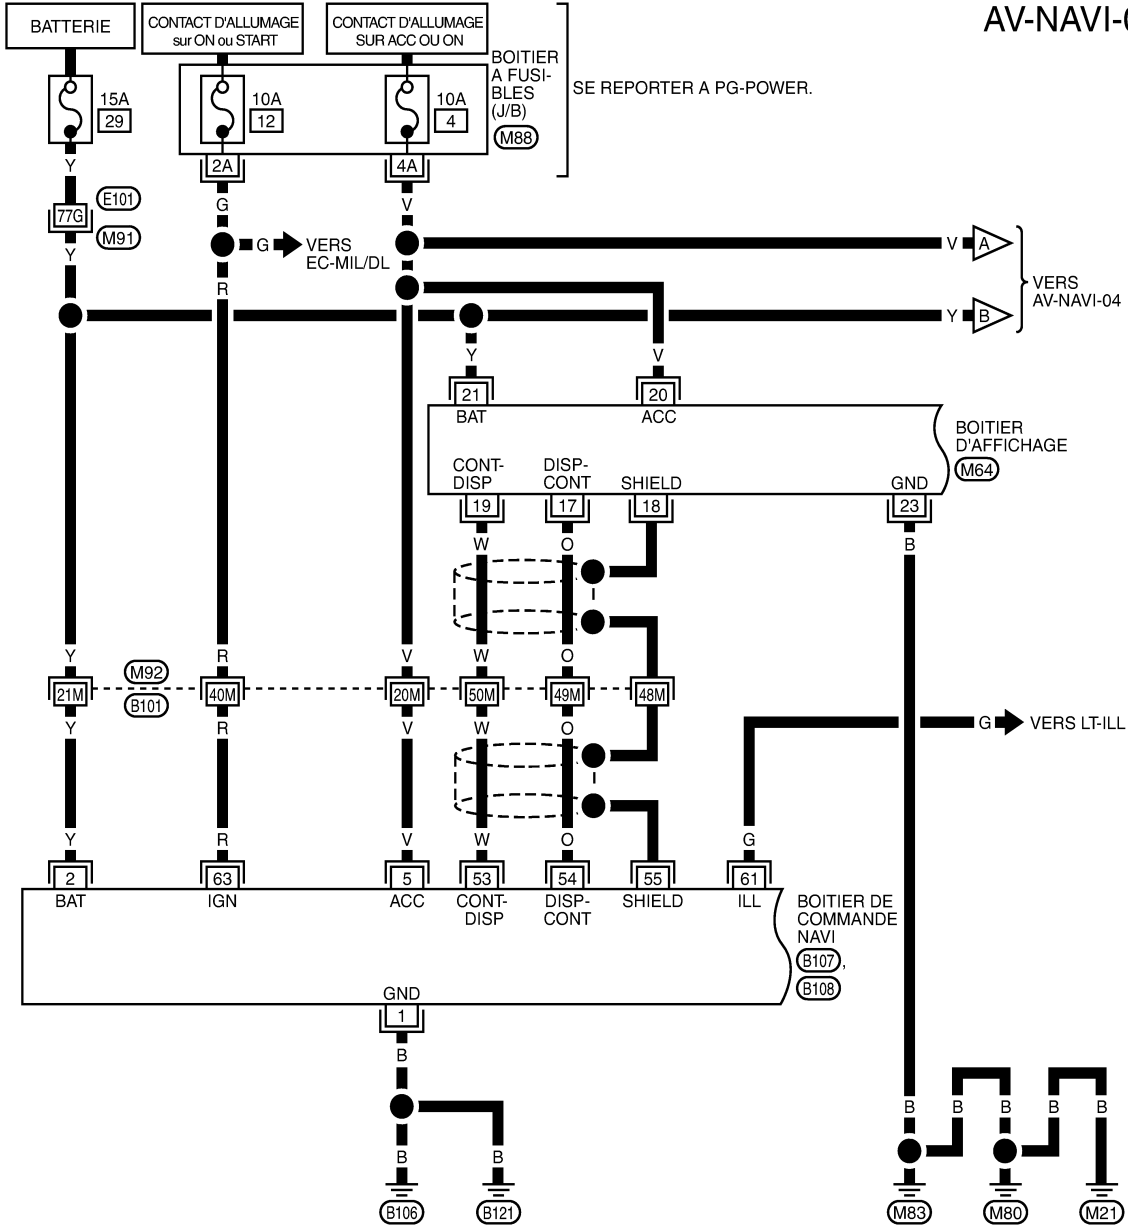 AV-NAVI-0
BATTERIE
CONTACT D'ALLUMAGE
sur ON ou START
CONTACT D'ALLUMAGE
SUR ACC OU ON
BOITIER
A FUSI-
BLES
(J/B)
M88
SE REPORTER A PG-POWER.
15A
29
10A
12
10A
4
2A
4A
Y
G
V
E101
77G
M91
Y
G
VERS
EC-MIL/DL
R
V
A
VERS
AV-NAVI-04
Y
B
Y
V
21
20
BAT
ACC
BOITIER
D'AFFICHAGE
M64
CONT-
DISP
DISP-
CONT
SHIELD
GND
19
17
18
23
W
O
B
Y
R
V
W
O
M92
B101
21M
40M
20M
50M
49M
48M
Y
R
V
W
O
G
VERS LT-ILL
Y
R
V
W
O
G
2
63
5
53
54
55
61
BAT
IGN
ACC
CONT-
DISP
DISP-
CONT
SHIELD
ILL
BOITIER DE
COMMANDE
NAVI
B107,
B108
GND
1
B
B
B
B
B
B
B
B
B106
B121
M83
M80
M21